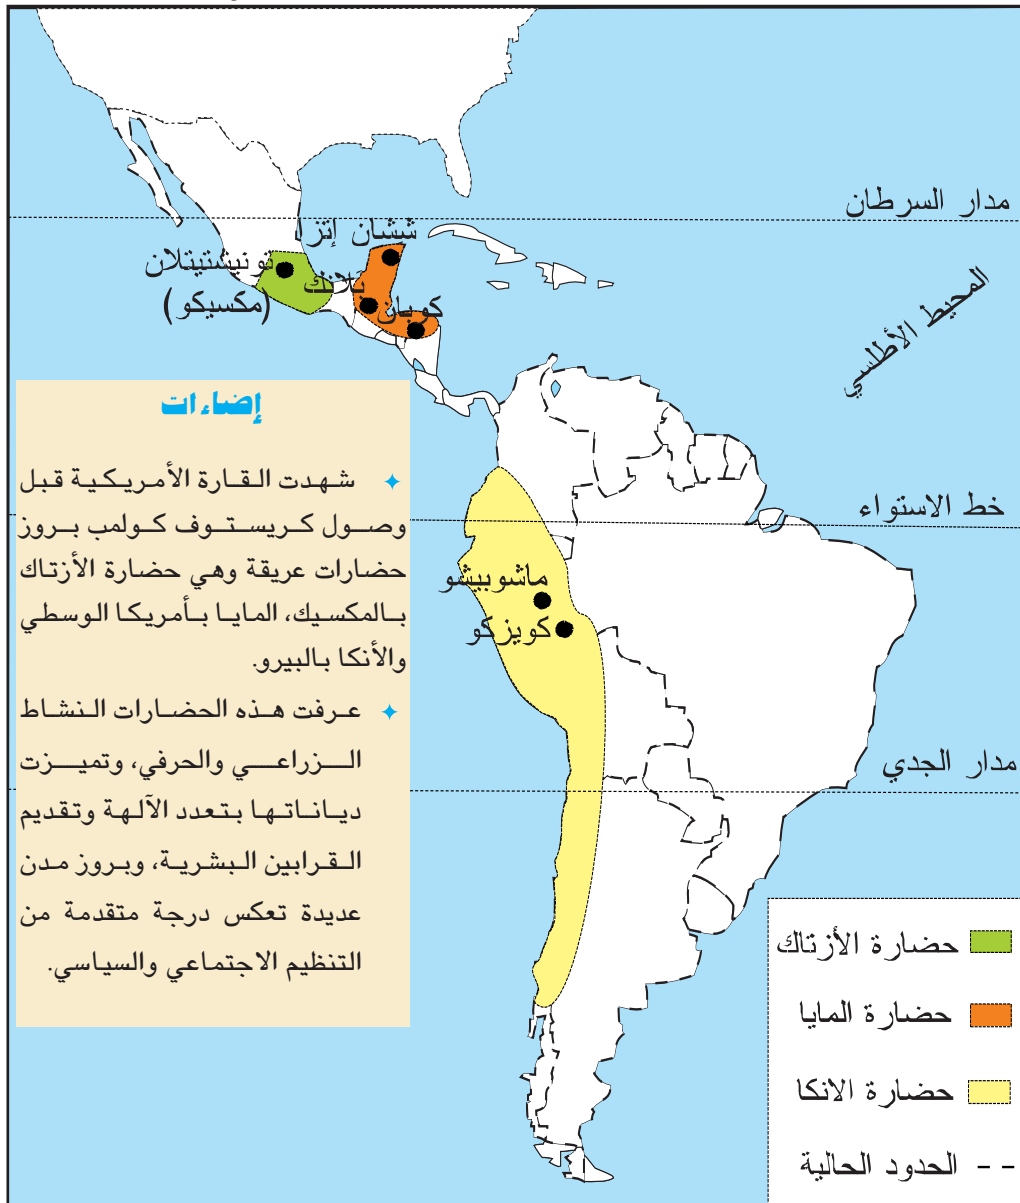 مدار السرطان
ششان إتزا
تونيشتيتلان
(مكسيكو)
كوبان
المحيط الأطلسي
إضاءات
شهدت القارة الأمريكية قبل
وصول كريستوف كولمب بروز
حضارات عريقة وهي حضارة الأزتاك
بالمكسيك، المايا بأمريكا الوسطي
والأنكا بالبيرو.
عرفت هذه الحضارات النشاط
الزراعي والحرفي، وتميزت
دياناتها بتعدد الآلهة وتقديم
القرابين البشرية، وبروز مدن
عديدة تعكس درجة متقدمة من
التنظيم الاجتماعي والسياسي.
خط الاستواء
ماشوبيشو
كويزكو
مدار الجدي
حضارة الأزتاك
حضارة المايا
حضارة الانكا
الحدود الحالية